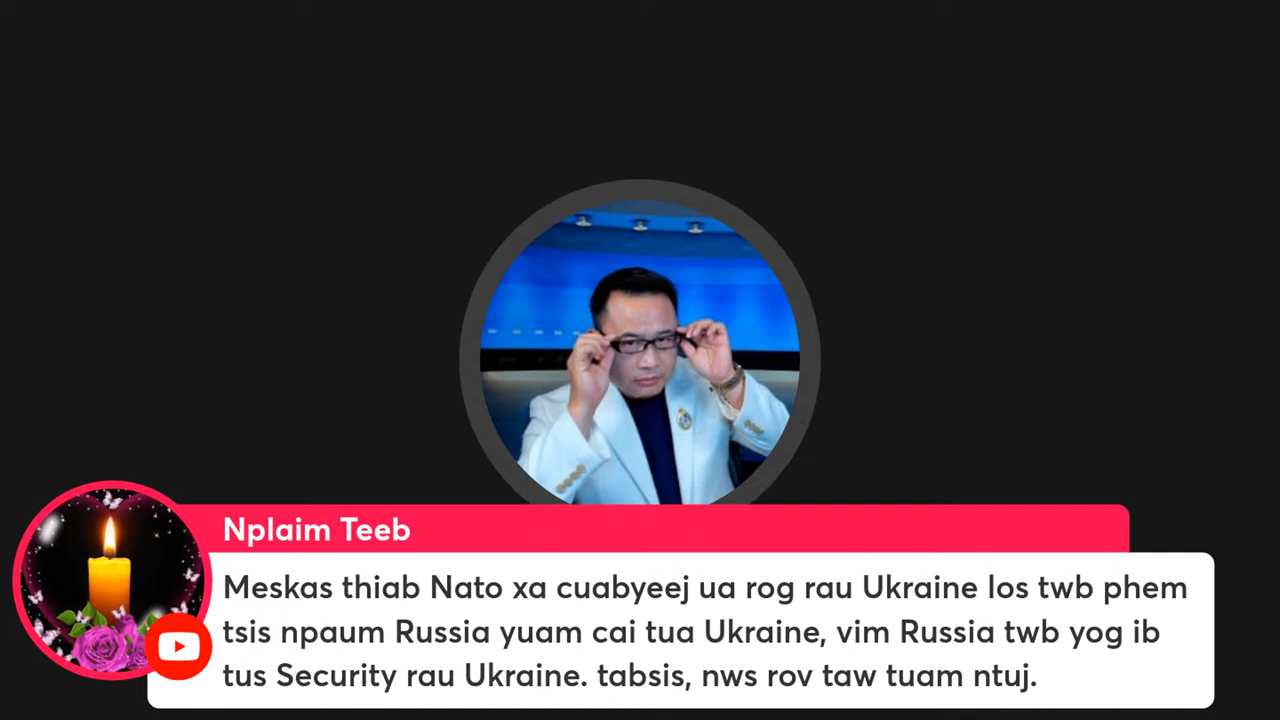 Nplaim Teeb
Meskas thiab Nato xa cuabyeej ua rog rau Ukraine los twb phem
tsis npaum Russia yuam cai tua Ukraine, vim Russia twb yog ib
tus Security rau Ukraine. tabsis, nws rov taw tuam ntuj.